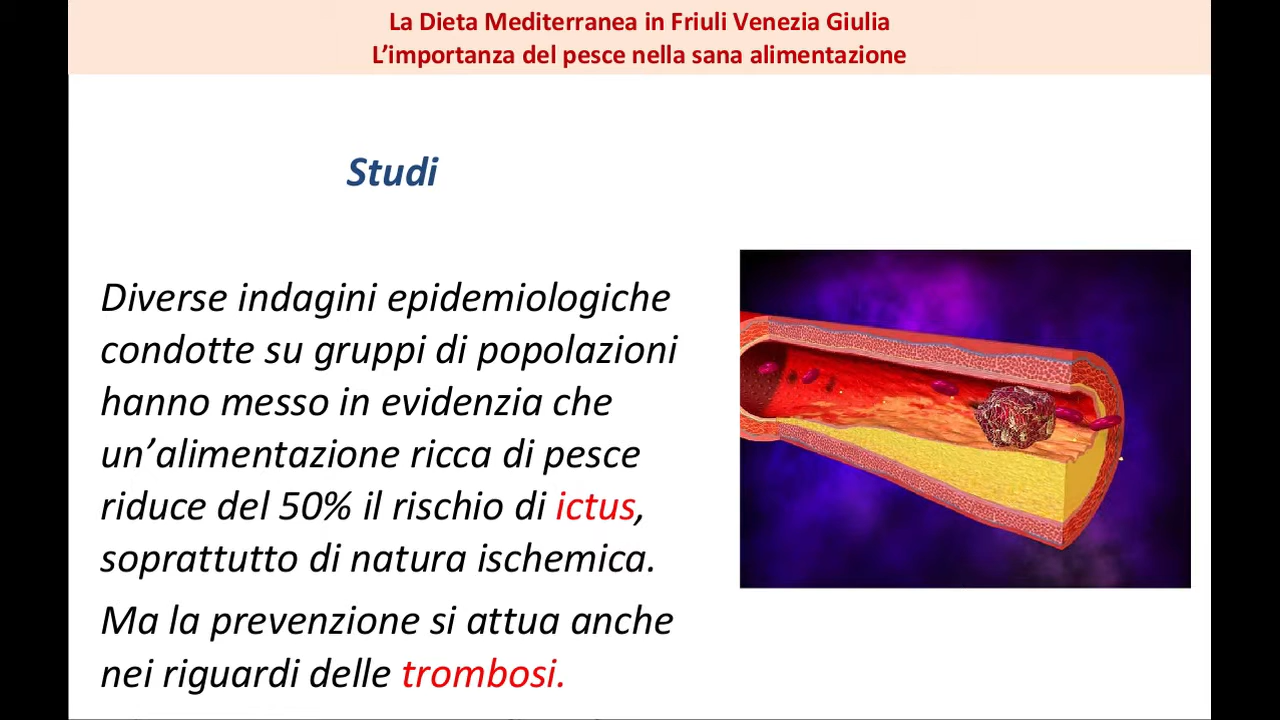 La Dieta Mediterranea in Friuli Venezia Giulia
L’importanza del pesce nella sana alimentazione
Studi
Diverse indagini epidemiologiche
condotte su gruppi di popolazioni
hanno messo in evidenzia che
un’alimentazione ricca di pesce
riduce del 50% il rischio di ictus,
soprattutto di natura ischemica.
Ma la prevenzione si attua anche
nei riguardi delle trombosi.